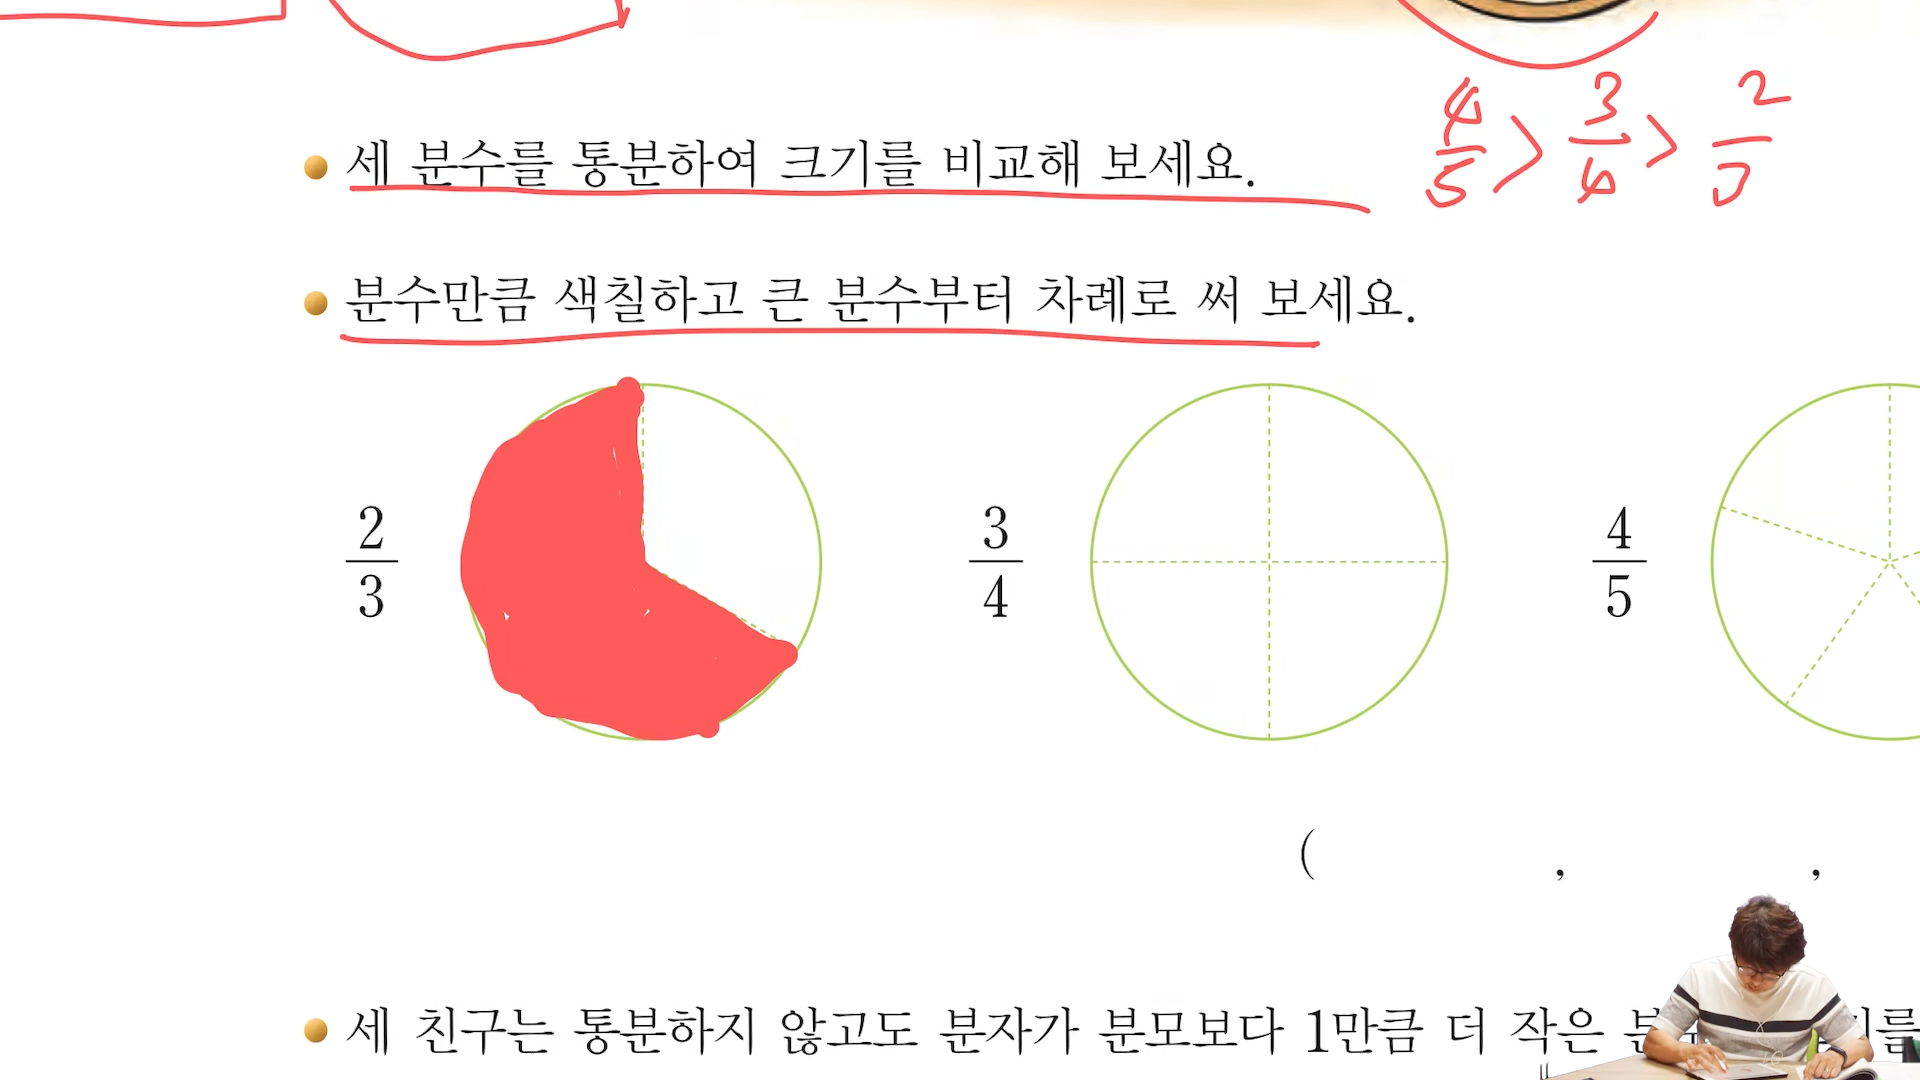 4/5 > 3/4 > 2/3
세 분수를 통분하여 크기를 비교해 보세요.
분수만큼 색칠하고 큰 분수부터 차례로 써 보세요.
2/3 3/4 4/5
( , ,
세 친구는 통분하지 않고도 분자가 분모보다 1만큼 더 작은